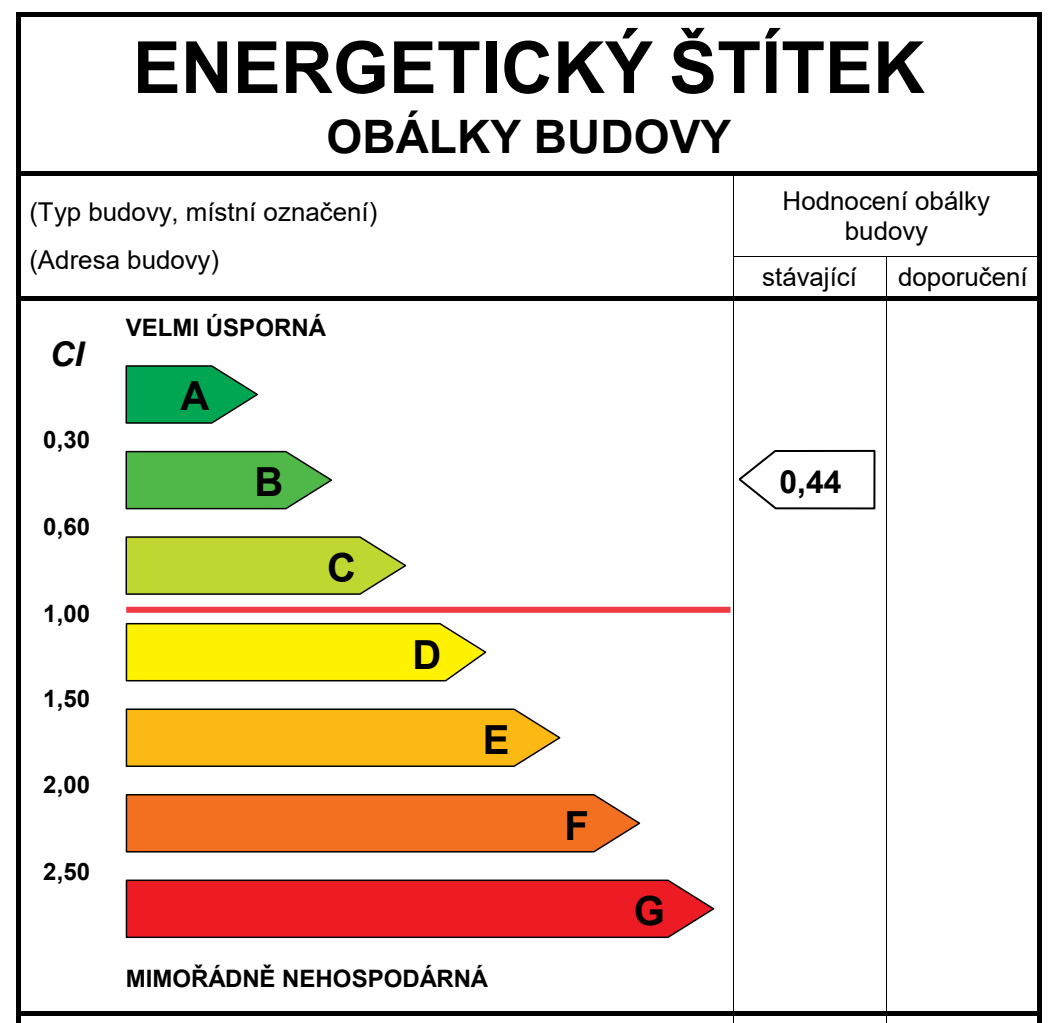 ENERGETICKÝ ŠTÍTEK
OBÁLKY BUDOVY
(Typ budovy, místní označení)
(Adresa budovy)
Hodnocení obálky
budovy
stávající
doporučení
VELMI ÚSPORNÁ
CI
A
0,30
B
0,44
0,60
C
1,00
D
1,50
E
2,00
F
2,50
G
MIMOŘÁDNĚ NEHOSPODÁRNÁ